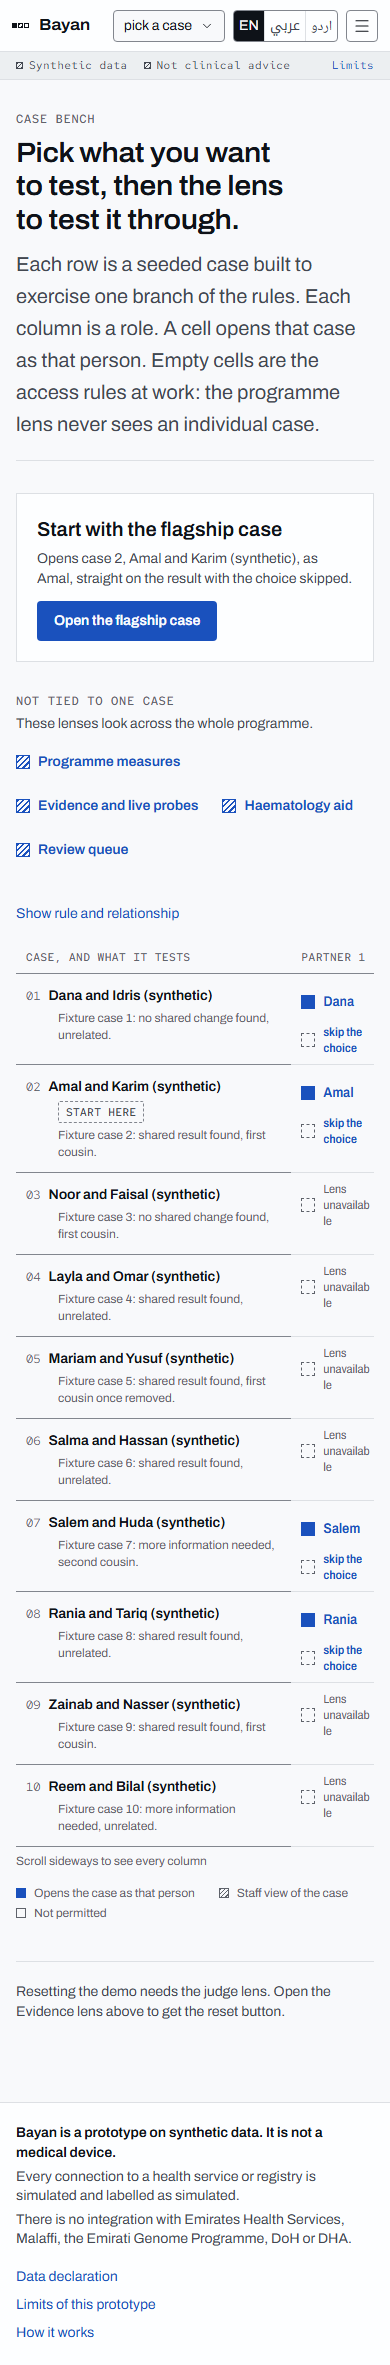 Bayan
pick a case
EN عربي اردو
Synthetic data Not clinical advice Limits
CASE BENCH
Pick what you want
to test, then the lens
to test it through.
Each row is a seeded case built to
exercise one branch of the rules. Each
column is a role. A cell opens that case
as that person. Empty cells are the
access rules at work: the programme
lens never sees an individual case.
Start with the flagship case
Opens case 2, Amal and Karim (synthetic), as
Amal, straight on the result with the choice skipped.
Open the flagship case
NOT TIED TO ONE CASE
These lenses look across the whole programme.
Programme measures
Evidence and live probes Haematology aid
Review queue
Show rule and relationship
CASE, AND WHAT IT TESTS PARTNER 1
01 Dana and Idris (synthetic)
Fixture case 1: no shared change found,
unrelated.
Dana
skip the
choice
02 Amal and Karim (synthetic)
START HERE
Fixture case 2: shared result found, first
cousin.
Amal
skip the
choice
03 Noor and Faisal (synthetic)
Fixture case 3: no shared change found,
first cousin.
Lens
unavailab
le
04 Layla and Omar (synthetic)
Fixture case 4: shared result found,
unrelated.
Lens
unavailab
le
05 Mariam and Yusuf (synthetic)
Fixture case 5: shared result found, first
cousin once removed.
Lens
unavailab
le
06 Salma and Hassan (synthetic)
Fixture case 6: shared result found,
unrelated.
Lens
unavailab
le
07 Salem and Huda (synthetic)
Fixture case 7: more information needed,
second cousin.
Salem
skip the
choice
08 Rania and Tariq (synthetic)
Fixture case 8: shared result found,
unrelated.
Rania
skip the
choice
09 Zainab and Nasser (synthetic)
Fixture case 9: shared result found, first
cousin.
Lens
unavailab
le
10 Reem and Bilal (synthetic)
Fixture case 10: more information
needed, unrelated.
Lens
unavailab
le
Scroll sideways to see every column
Opens the case as that person Staff view of the case
Not permitted
Resetting the demo needs the judge lens. Open the
Evidence lens above to get the reset button.
Bayan is a prototype on synthetic data. It is not a
medical device.
Every connection to a health service or registry is
simulated and labelled as simulated.
There is no integration with Emirates Health Services,
Malaffi, the Emirati Genome Programme, DoH or DHA.
Data declaration
Limits of this prototype
How it works